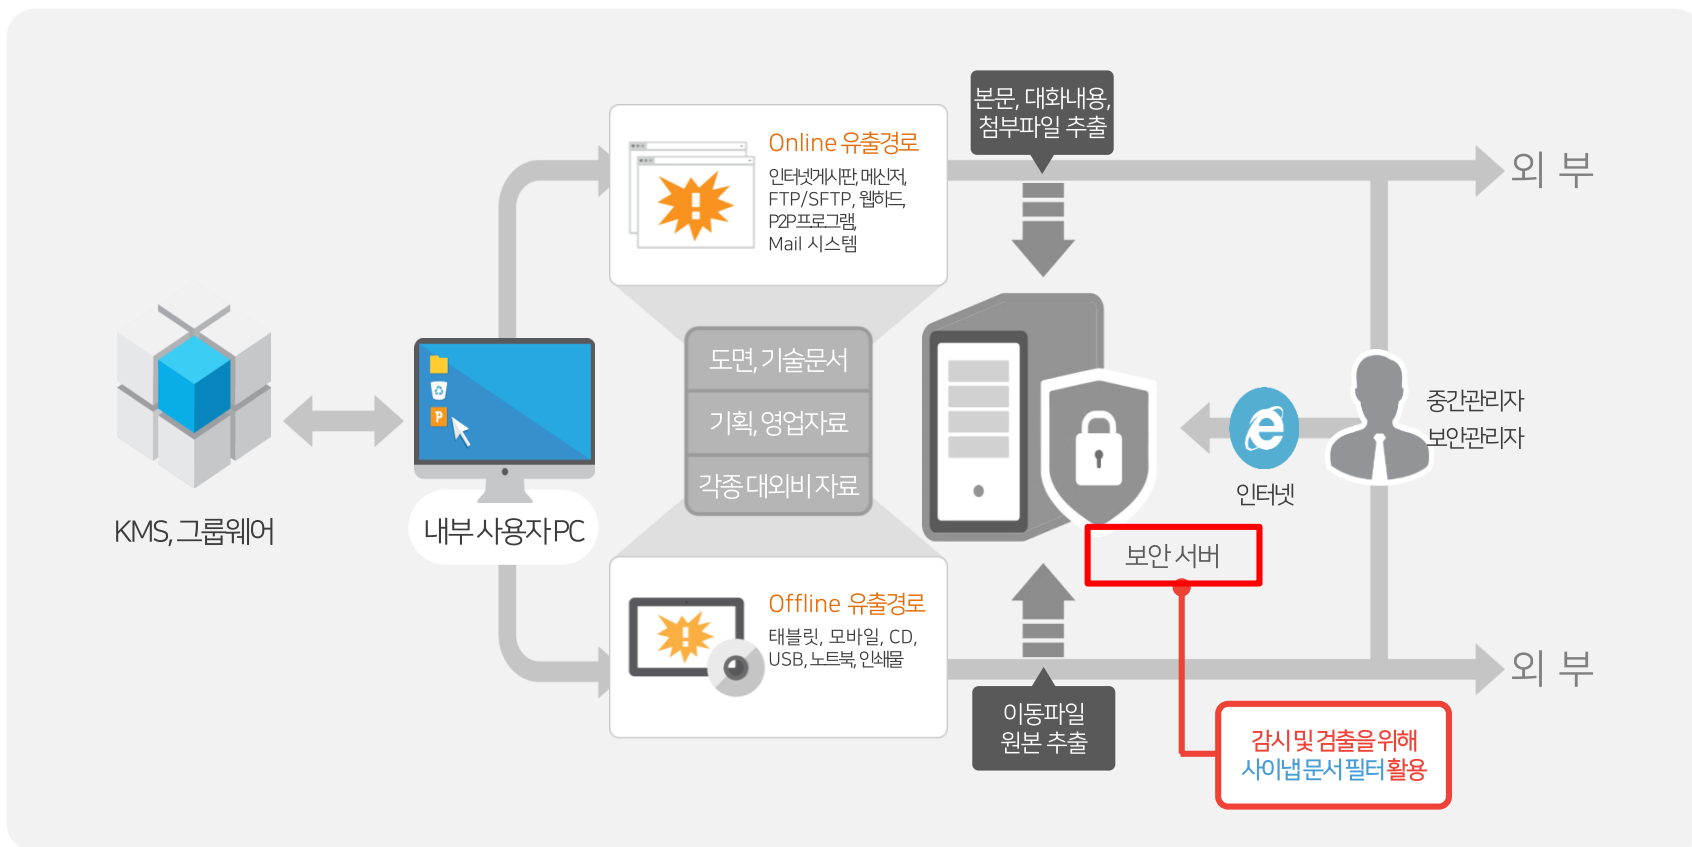 본문, 대화내용,
첨부파일 추출
Online 유출경로
인터넷게시판, 메신저,
FTP/SFTP, 웹하드,
P2P프로그램,
Mail 시스템
외 부
도면, 기술문서
기획, 영업자료
각종 대외비 자료
KMS, 그룹웨어
내부 사용자 PC
중간관리자
보안관리자
인터넷
보안 서버
Offline 유출경로
태블릿, 모바일, CD,
USB, 노트북, 인쇄물
외 부
이동파일
원본 추출
감시 및 검출을 위해
사이냅 문서 필터 활용